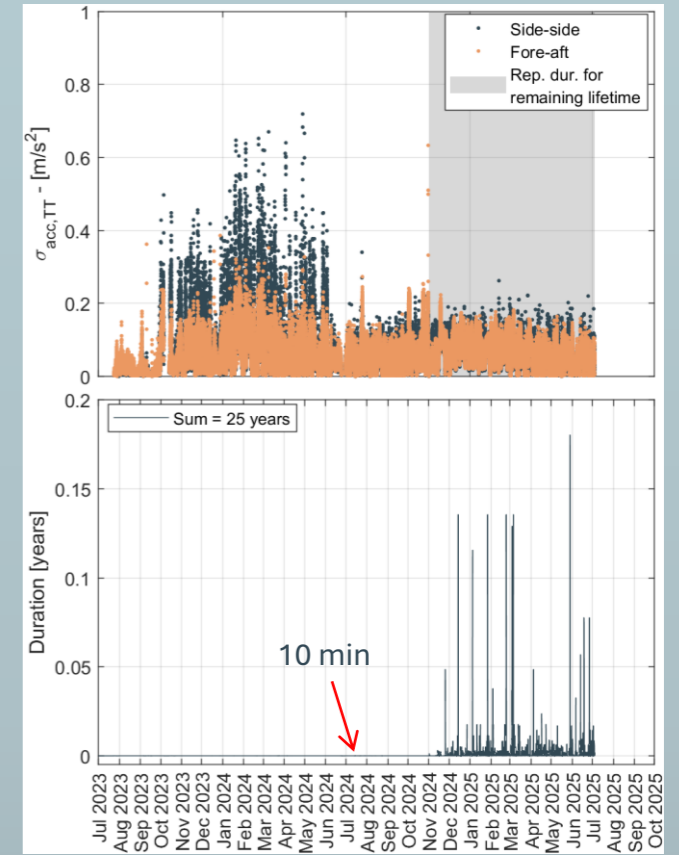 1
0.8
0.6
0.4
0.2
0
σacc,TT - [m/s²]
Side-side
Fore-aft
Rep. dur. for
remaining lifetime
0.2
0.15
0.1
0.05
0
Duration [years]
Sum = 25 years
10 min
Jul 2023
Aug 2023
Sep 2023
Oct 2023
Nov 2023
Dec 2023
Jan 2024
Feb 2024
Mar 2024
Apr 2024
May 2024
Jun 2024
Jul 2024
Aug 2024
Sep 2024
Oct 2024
Nov 2024
Dec 2024
Jan 2025
Feb 2025
Mar 2025
Apr 2025
May 2025
Jun 2025
Jul 2025
Aug 2025
Sep 2025
Oct 2025